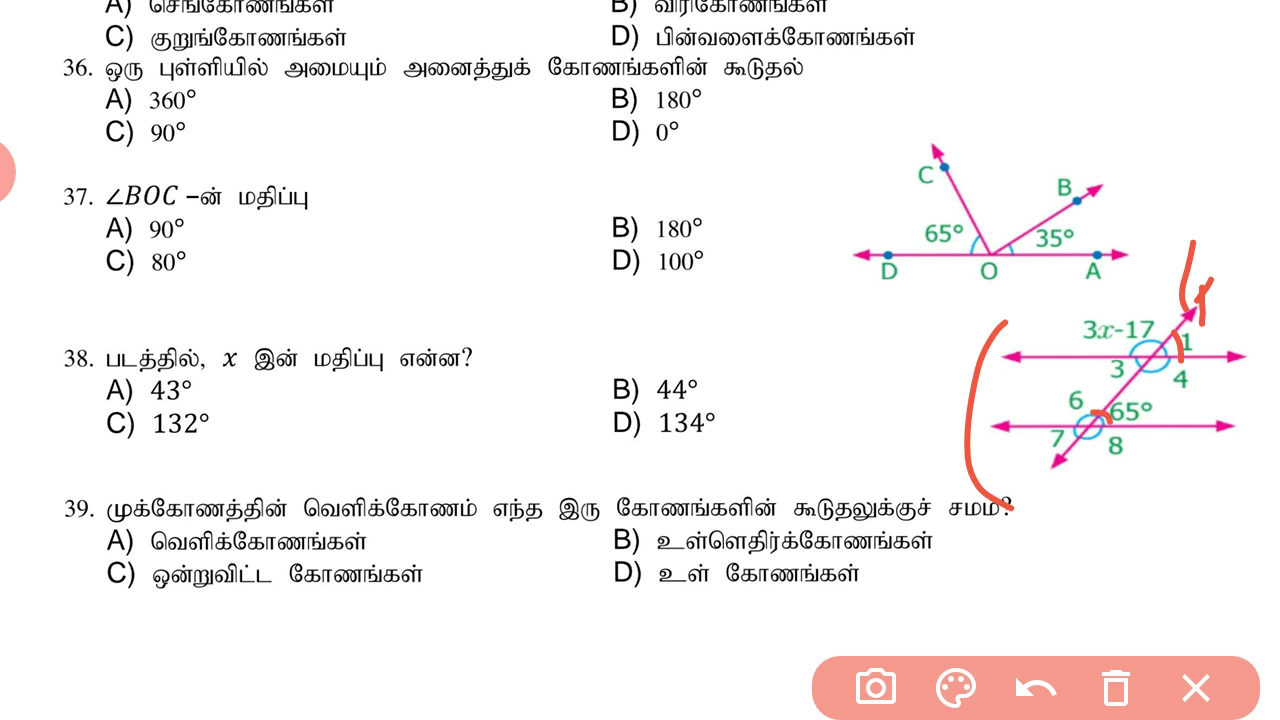 A) செங்கோணங்கள் B) விரிகோணங்கள்
C) குறுங்கோணங்கள் D) பின்வளைக்கோணங்கள்
36. ஒரு புள்ளியில் அமையும் அனைத்துக் கோணங்களின் கூடுதல்
A) 360° B) 180°
C) 90° D) 0°
37. ∠BOC –ன் மதிப்பு
A) 90° B) 180°
C) 80° D) 100°
C B
65° 35°
D O A
38. படத்தில், x இன் மதிப்பு என்ன?
A) 43° B) 44°
C) 132° D) 134°
3x-17 1
3 4
6 65°
7 8
39. முக்கோணத்தின் வெளிக்கோணம் எந்த இரு கோணங்களின் கூடுதலுக்குச் சமம்?
A) வெளிக்கோணங்கள் B) உள்ளெதிர்க்கோணங்கள்
C) ஒன்றுவிட்ட கோணங்கள் D) உள் கோணங்கள்